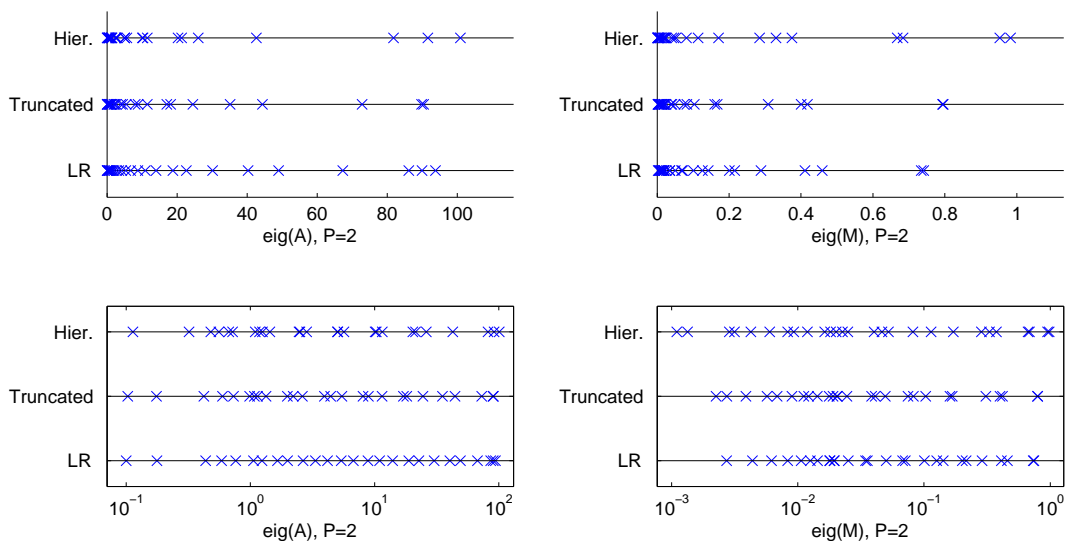 Hier.
Truncated
LR
0 20 40 60 80 100
eig(A), P=2
Hier.
Truncated
LR
0 0.2 0.4 0.6 0.8 1
eig(M), P=2
Hier.
Truncated
LR
10⁻¹ 10⁰ 10¹ 10²
eig(A), P=2
Hier.
Truncated
LR
10⁻³ 10⁻² 10⁻¹ 10⁰
eig(M), P=2